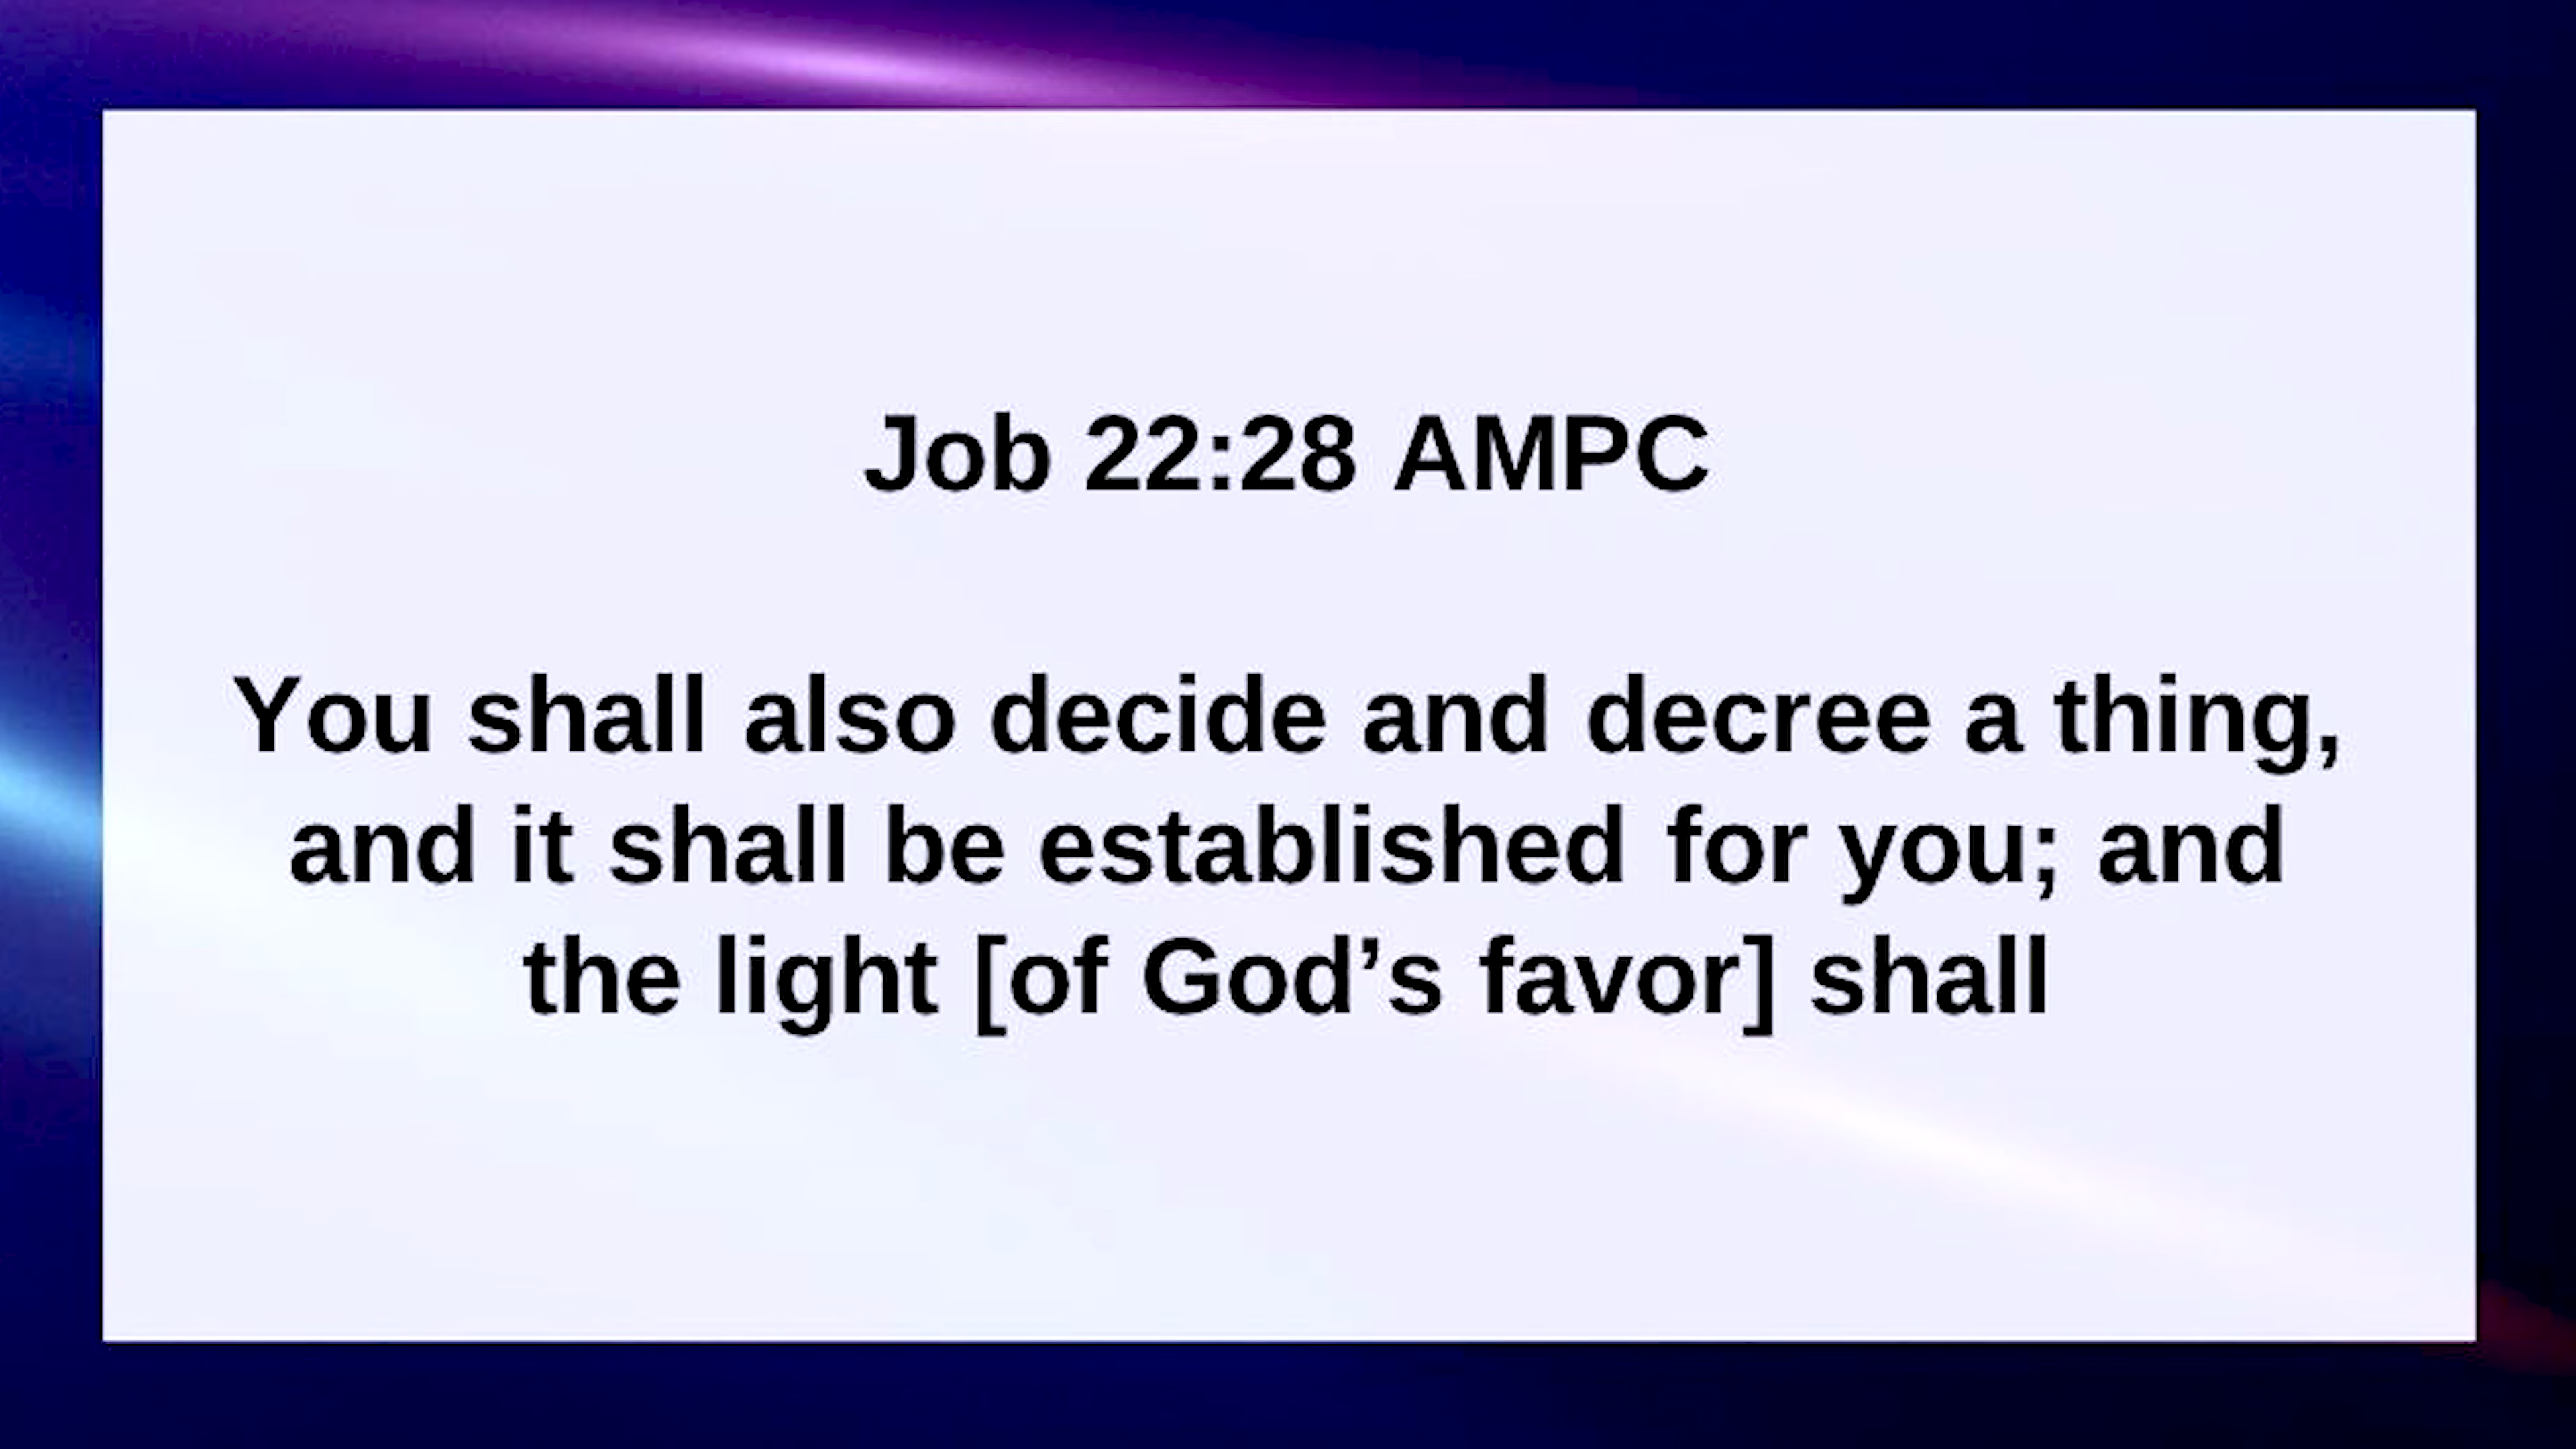 Job 22:28 AMPC
You shall also decide and decree a thing,
and it shall be established for you; and
the light [of God’s favor] shall